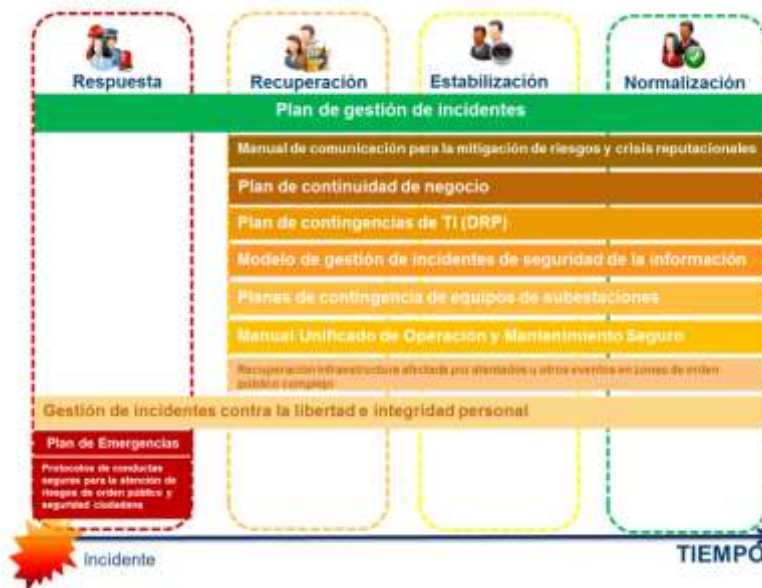 Respuesta
Recuperación
Estabilización
Normalización
Plan de gestión de incidentes
Manual de comunicación para la mitigación de riesgos y crisis reputacionales
Plan de continuidad de negocio
Plan de contingencias de TI (DRP)
Modelo de gestión de incidentes de seguridad de la información
Planes de contingencia de equipos de subestaciones
Manual Unificado de Operación y Mantenimiento Seguro
Recuperación infraestructura afectada por atentados u otros eventos en zonas de orden
público complejo
Gestión de incidentes contra la libertad e integridad personal
Plan de Emergencias
Protocolos de conductas
seguras para la atención de
riesgos de orden público y
seguridad ciudadana
Incidente
TIEMPO